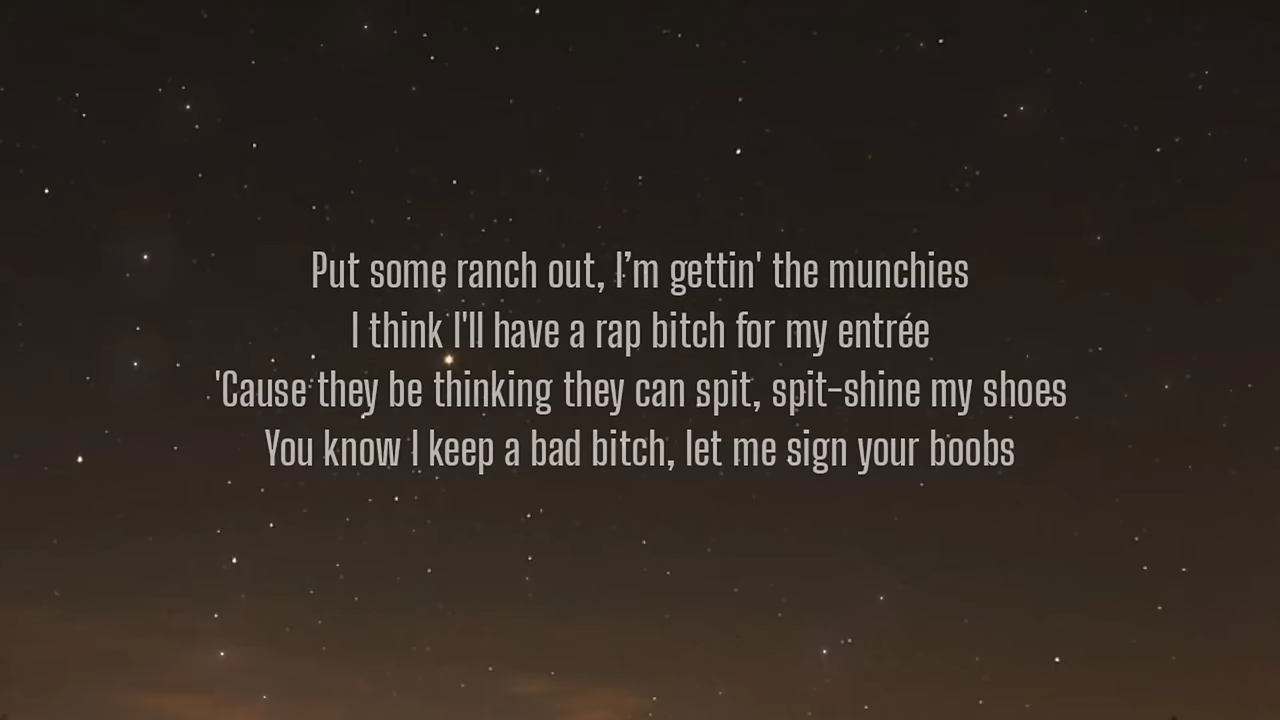 Put some ranch out, I’m gettin' the munchies
I think I'll have a rap bitch for my entrée
'Cause they be thinking they can spit, spit-shine my shoes
You know I keep a bad bitch, let me sign your boobs